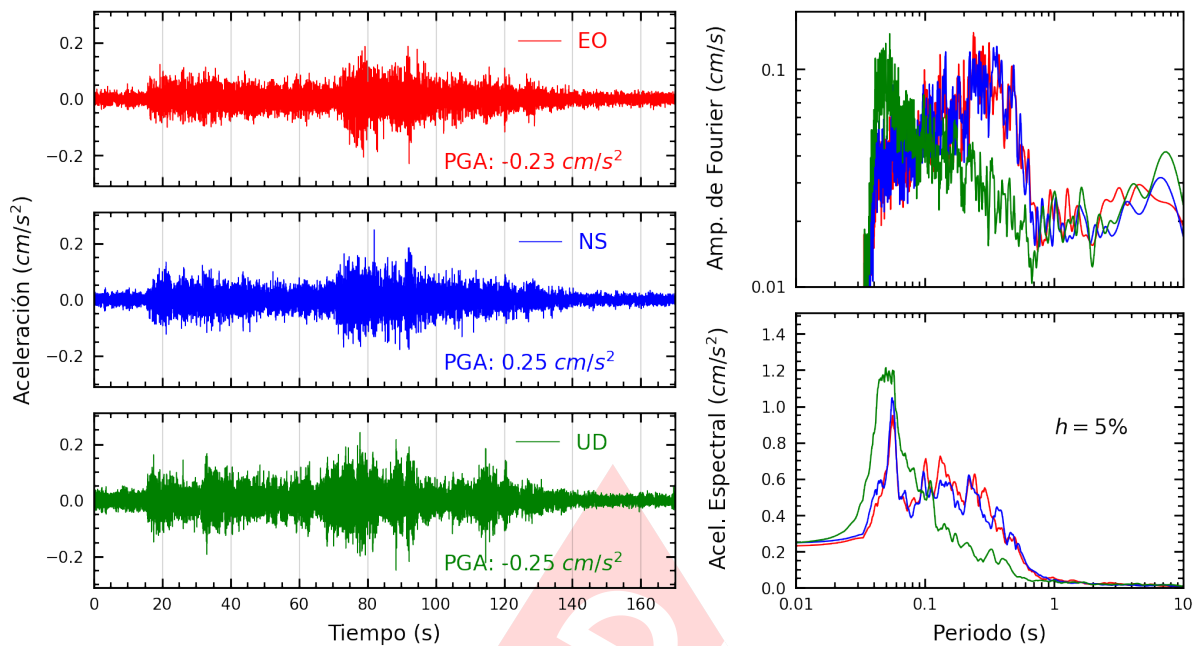 Aceleración (cm/s²)
0.2
0.0
−0.2
EO
PGA: -0.23 cm/s²
0.2
0.0
−0.2
NS
PGA: 0.25 cm/s²
0.2
0.0
−0.2
UD
PGA: -0.25 cm/s²
0 20 40 60 80 100 120 140 160
Tiempo (s)
Amp. de Fourier (cm/s)
0.1
0.01
Acel. Espectral (cm/s²)
1.4
1.2
1.0
0.8
0.6
0.4
0.2
0.0
h = 5%
0.01 0.1 1 10
Periodo (s)